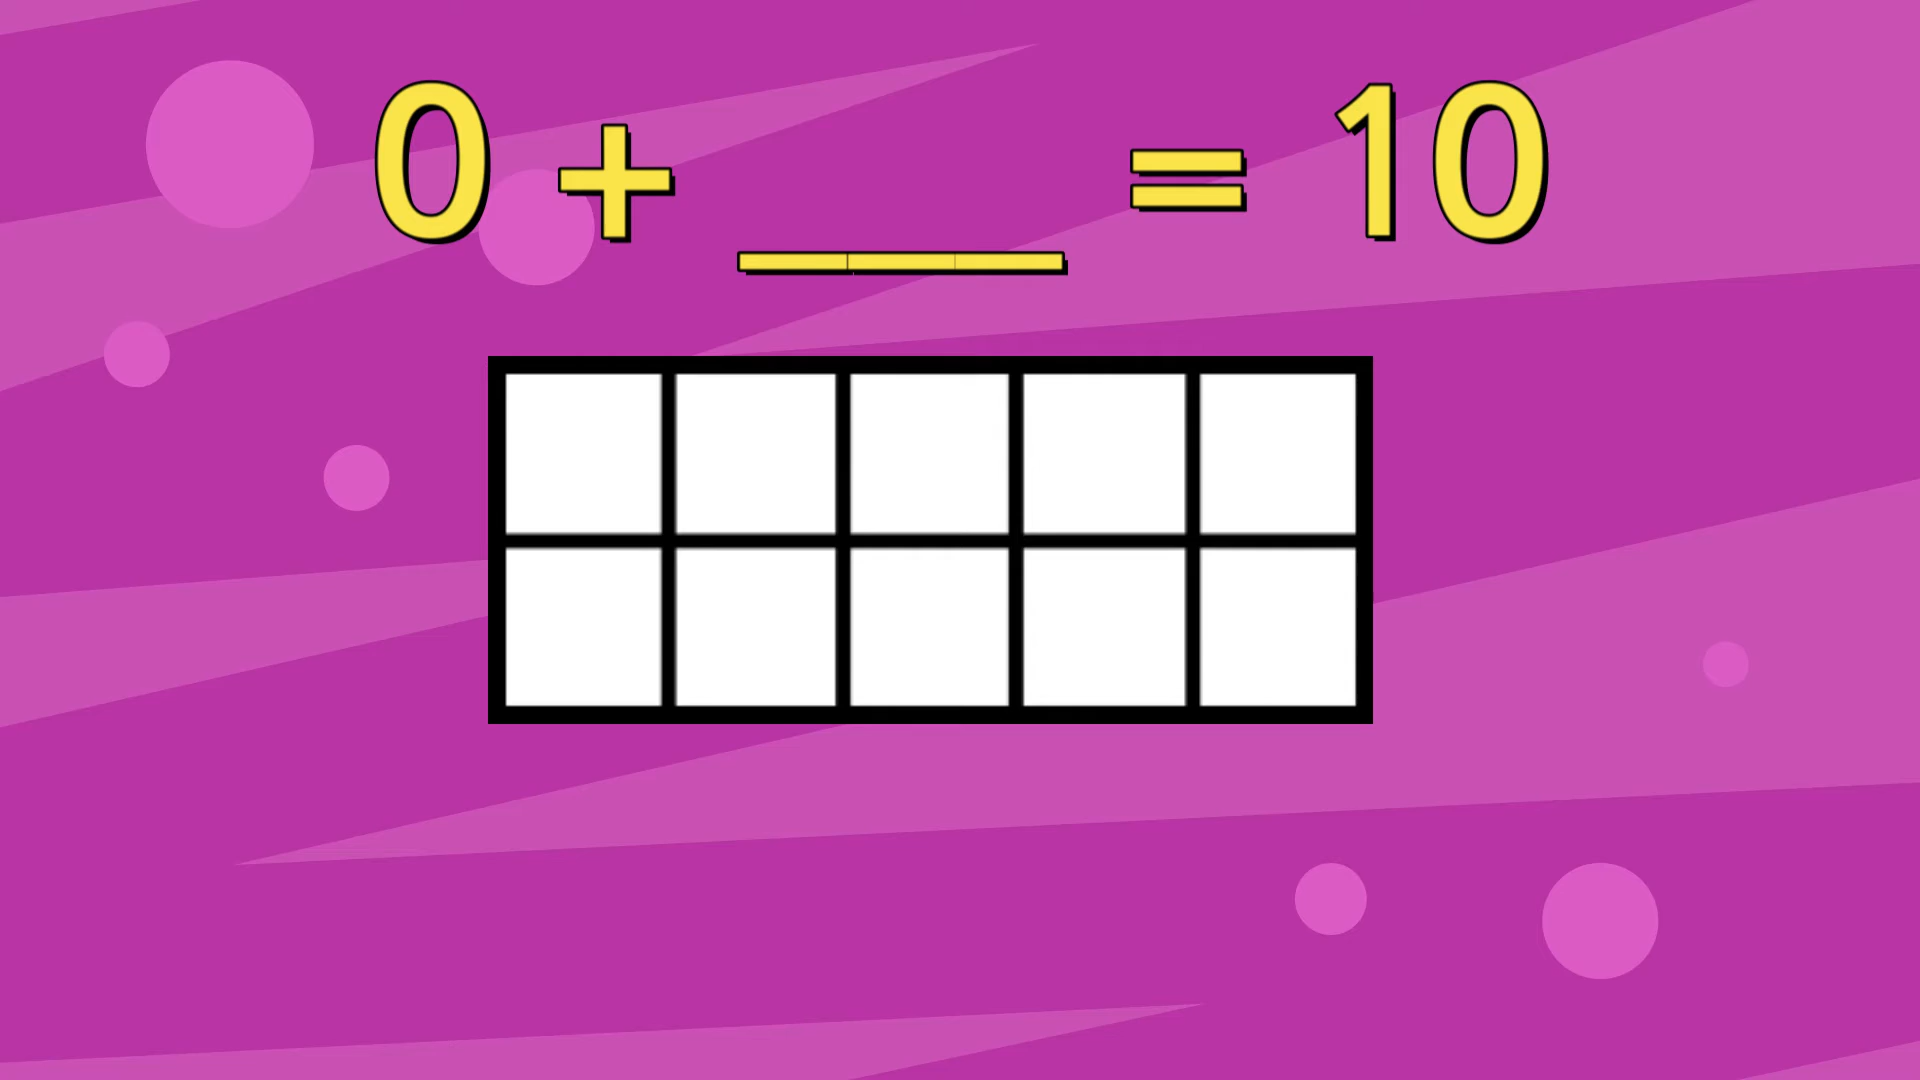 0 + ___ = 10